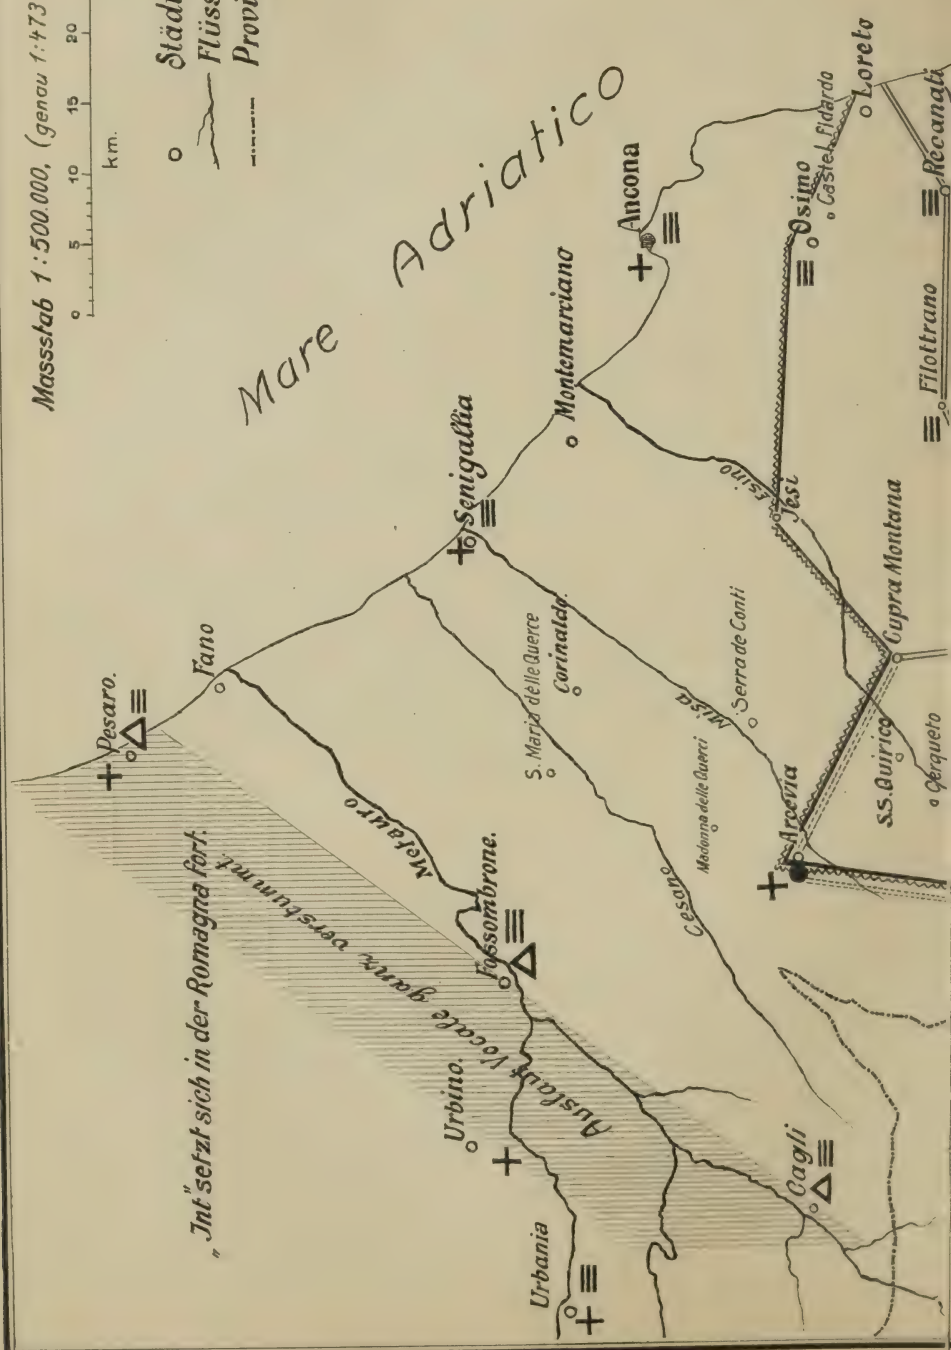 Massstab 1:500.000, (genau 1:473
0 5 10 15 20
km.
Städt
Flüss
Provi
Mare Adriatico
„Int" setzt sich in der Romagna fort.
Auslaut Vocale ganz verstummt.
Pesaro.
Fano
Senigallia
Montemarciano
Ancona
Loreto
Castel Fidardo
Osimo
Recanati
Filottrano
Jesi
Esino
Cupra Montana
Corinaldo.
S. Maria delle Querce
Misa
Serra de Conti
Madonna delle Querci
Arcevia
S.S. Quirico
Cerqueto
Cesano
Metauro
Fossombrone.
Urbino.
Urbania
Cagli